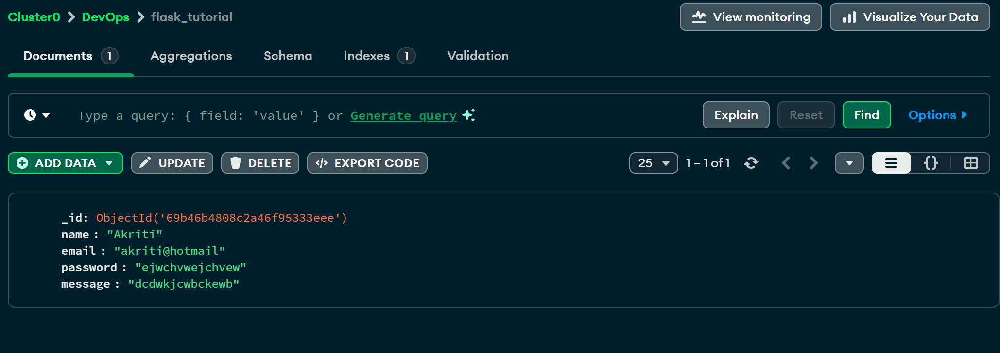 Cluster0 > DevOps > flask_tutorial View monitoring Visualize Your Data
Documents 1 Aggregations Schema Indexes 1 Validation
Type a query: { field: 'value' } or Generate query Explain Reset Find Options
ADD DATA UPDATE DELETE </> EXPORT CODE 25 1 – 1 of 1 {}
_id: ObjectId('69b46b4808c2a46f95333eee')
name : "Akriti"
email : "akriti@hotmail"
password : "ejwchvwejchvew"
message : "dcdwkjcwbckewb"